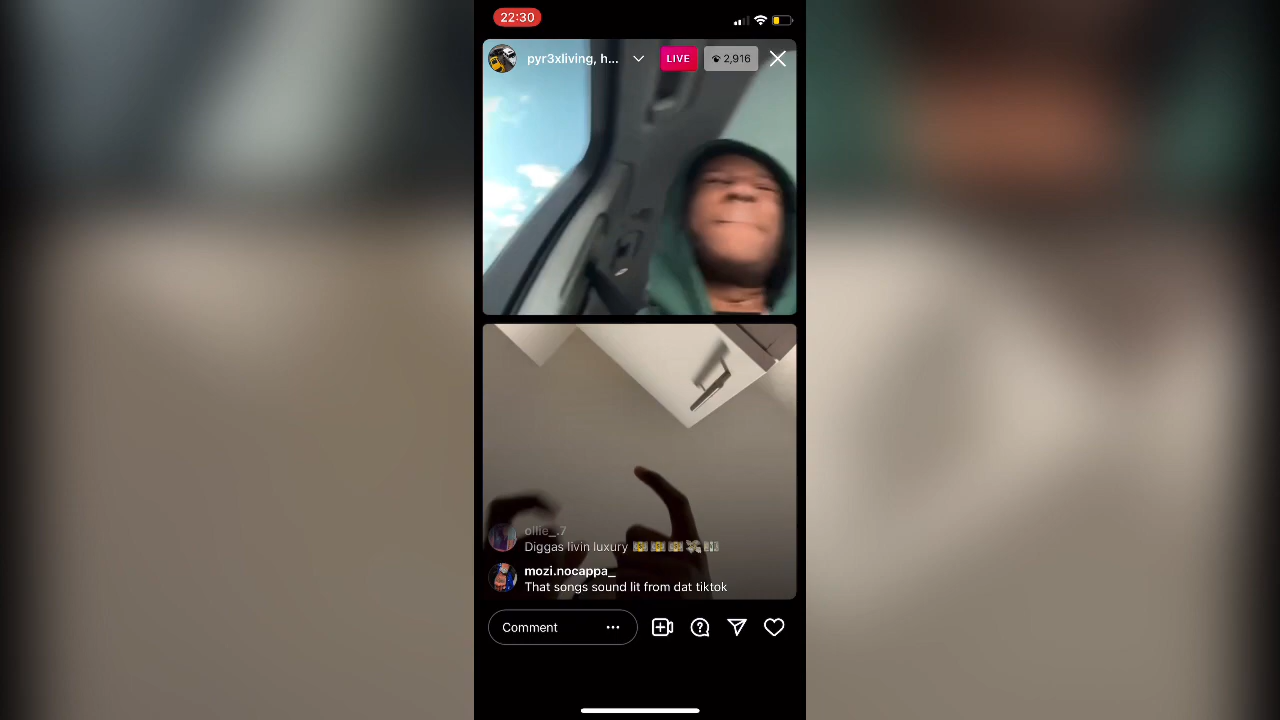 22:30
pyr3xliving, h...
LIVE
2,916
ollie_.7
Diggas livin luxury
mozi.nocappa_
That songs sound lit from dat tiktok
Comment